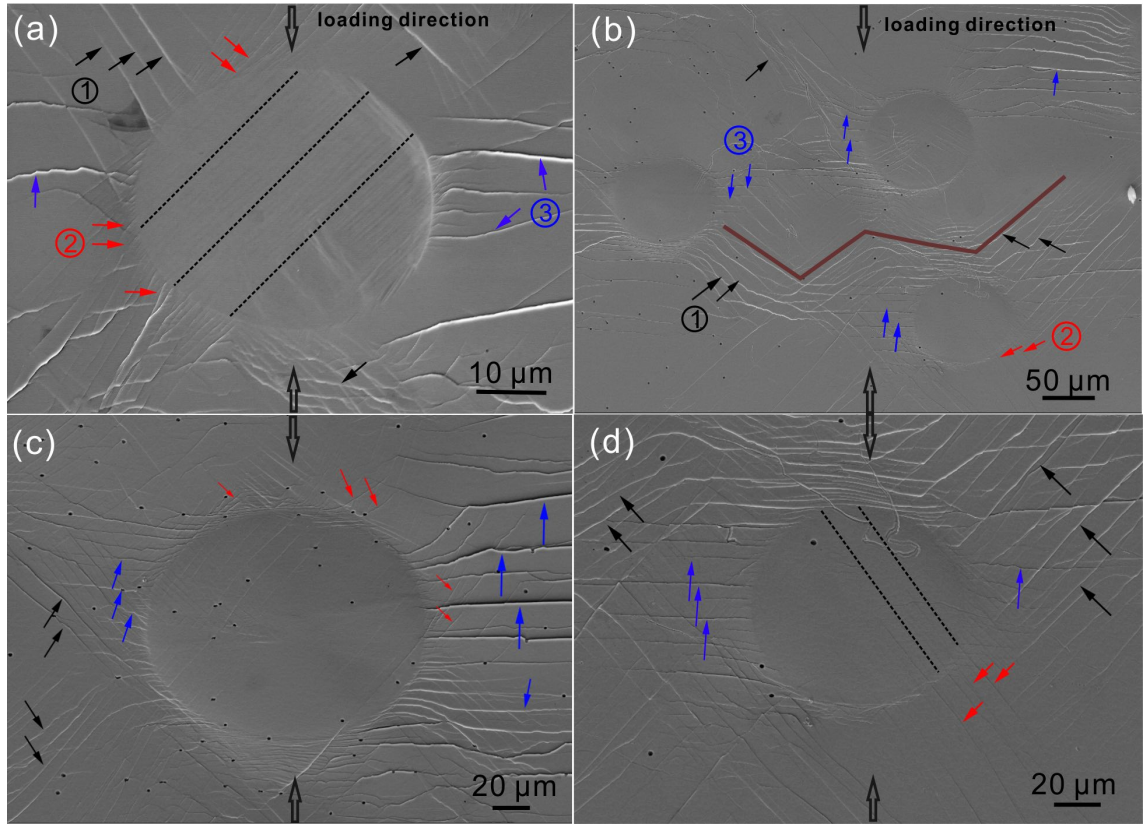 (a)
loading direction
①
②
③
10 μm
(b)
loading direction
③
①
②
50 μm
(c)
20 μm
(d)
20 μm